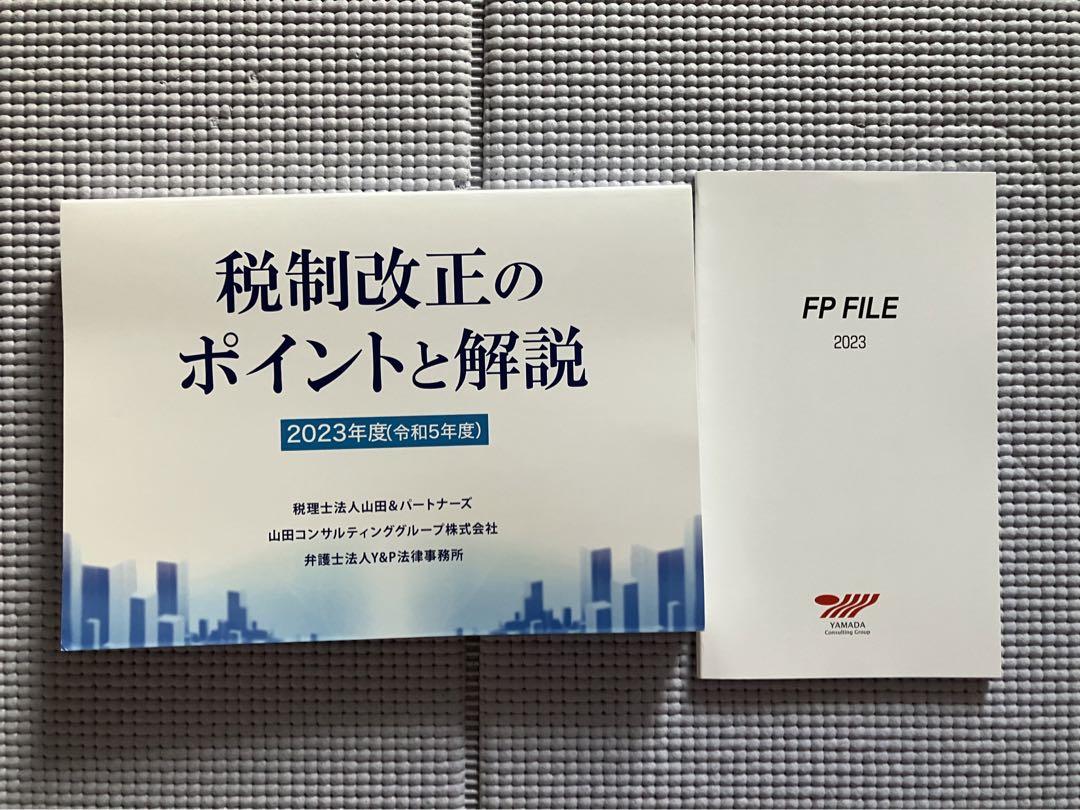 税制改正の
ポイントと解説
2023年度(令和5年度)
税理士法人山田&パートナーズ
山田コンサルティンググループ株式会社
弁護士法人Y&P法律事務所
FP FILE
2023
YAMADA
Consulting Group